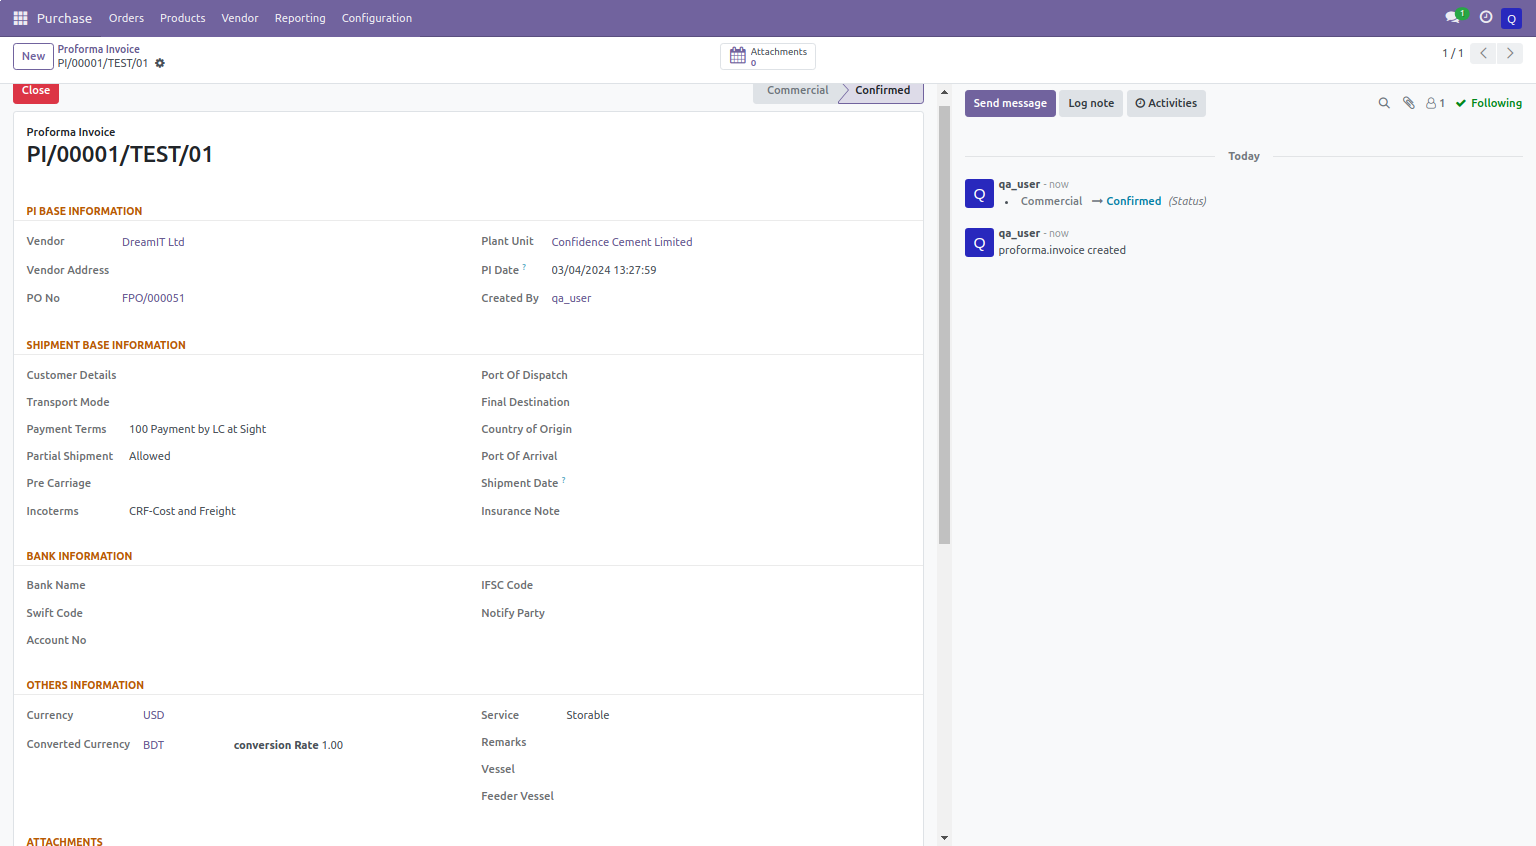 Purchase Orders Products Vendor Reporting Configuration 1 Q
New Proforma Invoice
PI/00001/TEST/01
Attachments
0
1 / 1
Close Commercial Confirmed
Send message Log note Activities 1 Following
Proforma Invoice
PI/00001/TEST/01
PI BASE INFORMATION
Vendor DreamIT Ltd Plant Unit Confidence Cement Limited
Vendor Address PI Date ? 03/04/2024 13:27:59
PO No FPO/000051 Created By qa_user
SHIPMENT BASE INFORMATION
Customer Details Port Of Dispatch
Transport Mode Final Destination
Payment Terms 100 Payment by LC at Sight Country of Origin
Partial Shipment Allowed Port Of Arrival
Pre Carriage Shipment Date ?
Incoterms CRF-Cost and Freight Insurance Note
BANK INFORMATION
Bank Name IFSC Code
Swift Code Notify Party
Account No
OTHERS INFORMATION
Currency USD Service Storable
Converted Currency BDT conversion Rate 1.00 Remarks
Vessel
Feeder Vessel
ATTACHMENTS
Today
Q qa_user - now
• Commercial → Confirmed (Status)
Q qa_user - now
proforma.invoice created